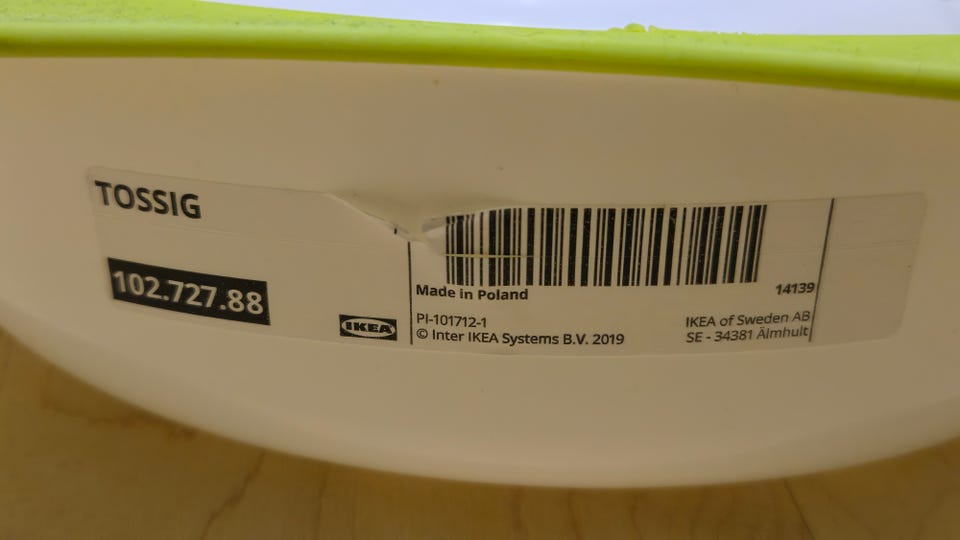 TOSSIG
102.727.88
IKEA
Made in Poland
14139
PI-101712-1
© Inter IKEA Systems B.V. 2019
IKEA of Sweden AB
SE - 34381 Älmhult